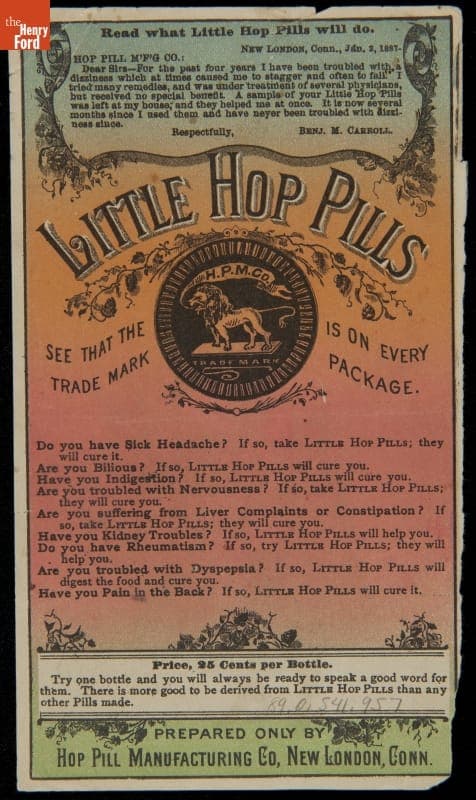 the
Henry
Ford
Read what Little Hop Pills will do.
NEW LONDON, Conn., Jan. 2, 1887.
HOP PILL M'F'G CO.:
Dear Sirs—For the past four years I have been troubled with a
dizziness which at times caused me to stagger and often to fall. I
tried many remedies, and was under treatment of several physicians,
but received no special benefit. A sample of your Little Hop Pills
was left at my house, and they helped me at once. It is now several
months since I used them and have never been troubled with dizzi-
ness since.
Respectfully, BENJ. M. CARROLL.
LITTLE HOP PILLS
H.P.M.CO.
TRADE MARK
SEE THAT THE
TRADE MARK
IS ON EVERY
PACKAGE.
Do you have Sick Headache? If so, take LITTLE HOP PILLS; they
will cure it.
Are you Bilious? If so, LITTLE HOP PILLS will cure you.
Have you Indigestion? If so, LITTLE HOP PILLS will cure you.
Are you troubled with Nervousness? If so, take LITTLE HOP PILLS;
they will cure you.
Are you suffering from Liver Complaints or Constipation? If
so, take LITTLE HOP PILLS; they will cure you.
Have you Kidney Troubles? If so, LITTLE HOP PILLS will help you.
Do you have Rheumatism? If so, try LITTLE HOP PILLS; they will
help you.
Are you troubled with Dyspepsia? If so, LITTLE HOP PILLS will
digest the food and cure you.
Have you Pain in the Back? If so, LITTLE HOP PILLS will cure it.
Price, 25 Cents per Bottle.
Try one bottle and you will always be ready to speak a good word for
them. There is more good to be derived from LITTLE HOP PILLS than any
other Pills made.
89.0.541.957
PREPARED ONLY BY
HOP PILL MANUFACTURING CO, NEW LONDON, CONN.